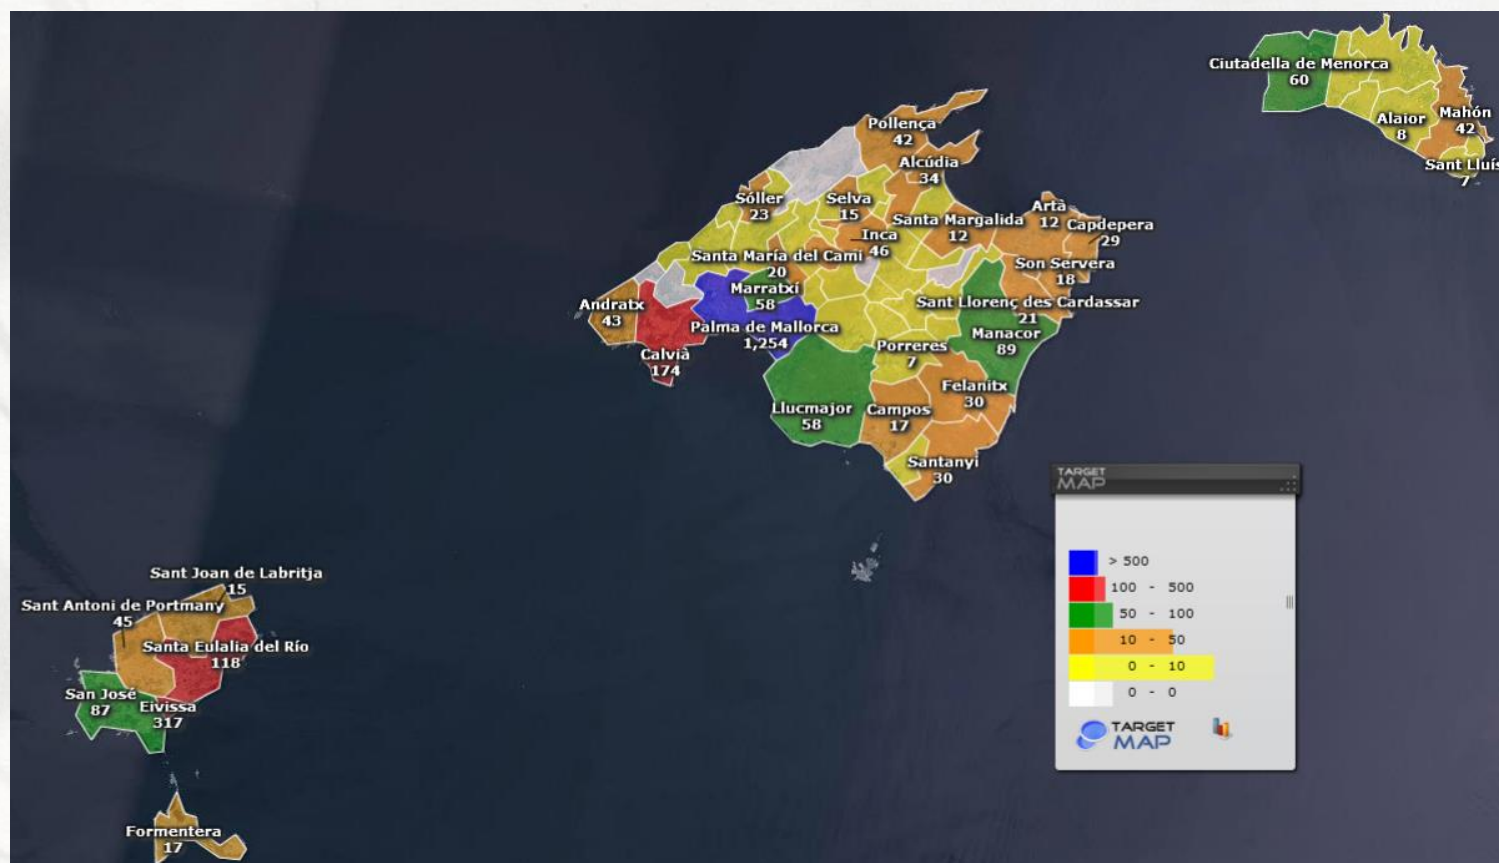 Ciutadella de Menorca
60
Alaior
8
Mahón
42
Sant Lluís
7
Pollença
42
Alcúdia
34
Sóller
23
Selva
15
Santa Margalida
12
Artà
12
Capdepera
29
Inca
46
Santa María del Camí
20
Son Servera
18
Marratxí
58
Sant Llorenç des Cardassar
21
Andratx
43
Palma de Mallorca
1,254
Manacor
89
Calvià
174
Porreres
7
Felanitx
30
Llucmajor
58
Campos
17
Santanyi
30
Sant Joan de Labritja
15
Sant Antoni de Portmany
45
Santa Eulalia del Río
118
San José
87
Eivissa
317
Formentera
17
TARGET
MAP
> 500
100 - 500
50 - 100
10 - 50
0 - 10
0 - 0
TARGET
MAP